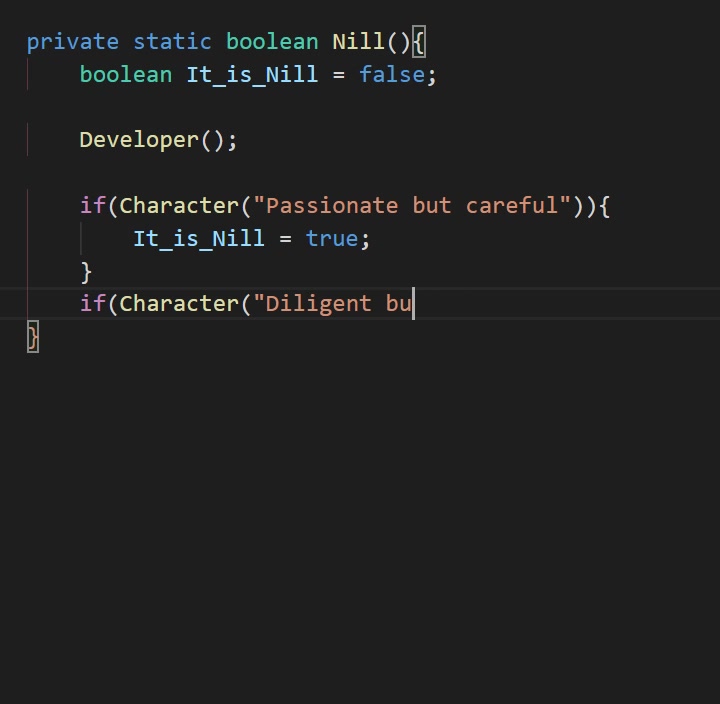 private static boolean Nill(){
boolean It_is_Nill = false;
Developer();
if(Character("Passionate but careful")){
It_is_Nill = true;
}
if(Character("Diligent bu
}